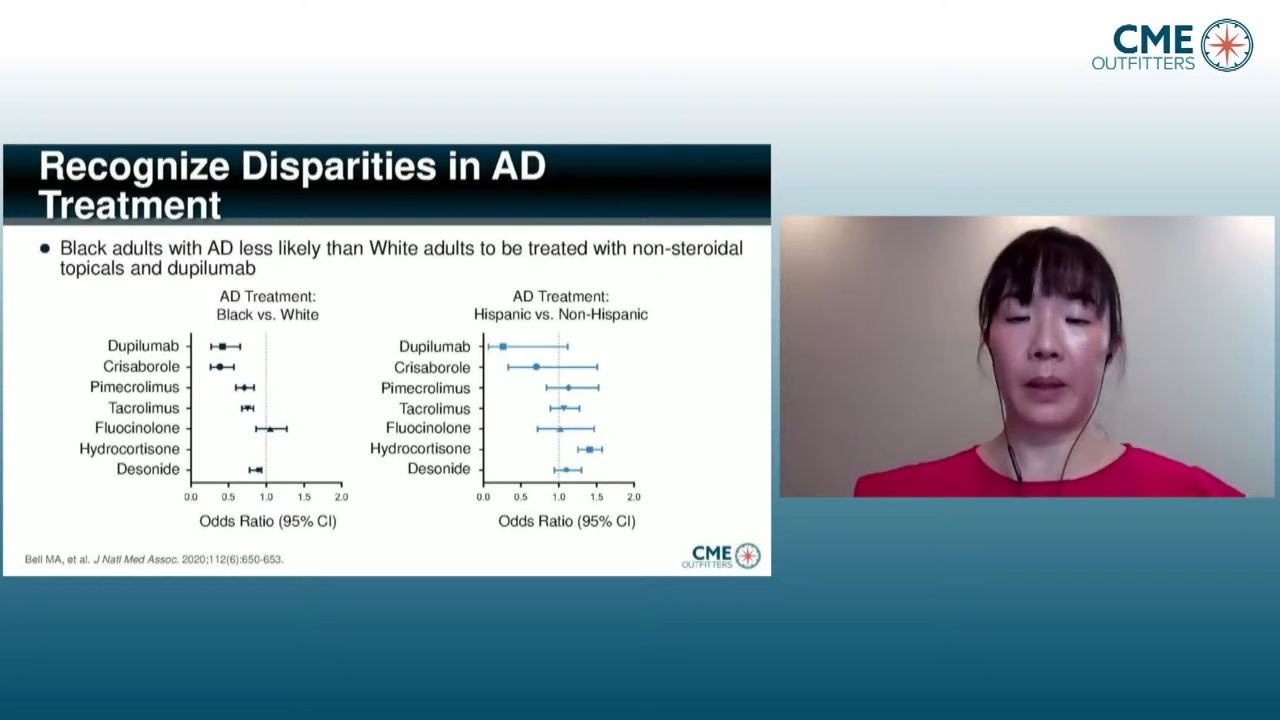 CME
OUTFITTERS
Recognize Disparities in AD
Treatment
● Black adults with AD less likely than White adults to be treated with non-steroidal
topicals and dupilumab
AD Treatment:
Black vs. White
Dupilumab
Crisaborole
Pimecrolimus
Tacrolimus
Fluocinolone
Hydrocortisone
Desonide
0.0 0.5 1.0 1.5 2.0
Odds Ratio (95% CI)
AD Treatment:
Hispanic vs. Non-Hispanic
Dupilumab
Crisaborole
Pimecrolimus
Tacrolimus
Fluocinolone
Hydrocortisone
Desonide
0.0 0.5 1.0 1.5 2.0
Odds Ratio (95% CI)
Bell MA, et al. J Natl Med Assoc. 2020;112(6):650-653.
CME
OUTFITTERS